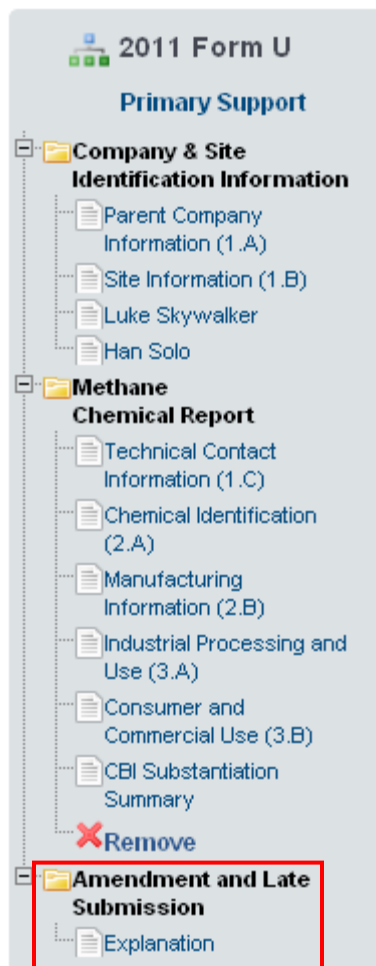 2011 Form U
Primary Support
Company & Site
Identification Information
Parent Company
Information (1.A)
Site Information (1.B)
Luke Skywalker
Han Solo
Methane
Chemical Report
Technical Contact
Information (1.C)
Chemical Identification
(2.A)
Manufacturing
Information (2.B)
Industrial Processing and
Use (3.A)
Consumer and
Commercial Use (3.B)
CBI Substantiation
Summary
Remove
Amendment and Late
Submission
Explanation